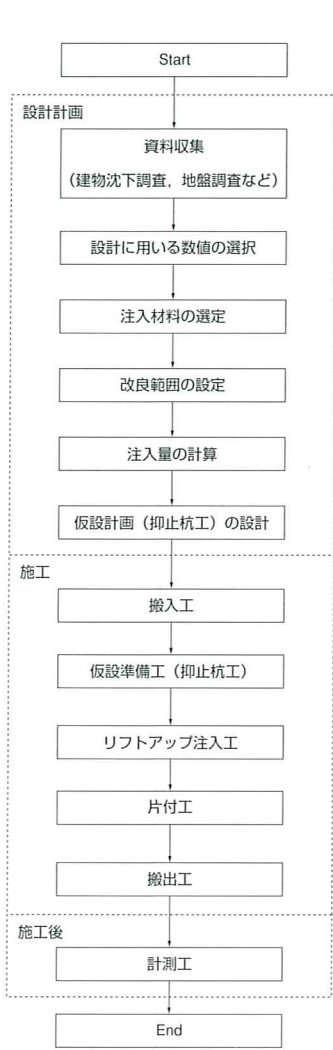 Start
設計計画
資料収集
（建物沈下調査，地盤調査など）
設計に用いる数値の選択
注入材料の選定
改良範囲の設定
注入量の計算
仮設計画（抑止杭工）の設計
施工
搬入工
仮設準備工（抑止杭工）
リフトアップ注入工
片付工
搬出工
施工後
計測工
End